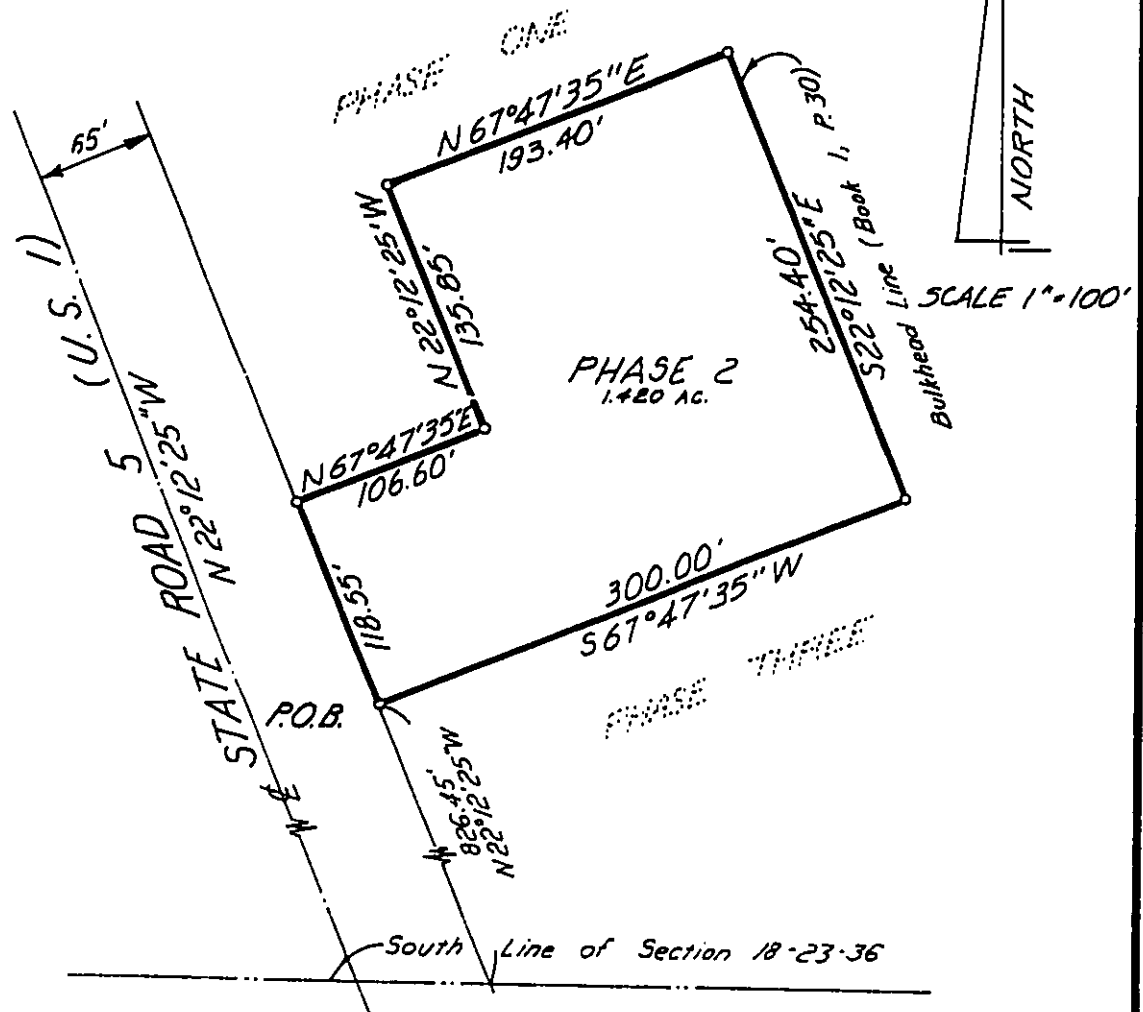 PHASE ONE
65'
N 67°47'35"E
193.40'
NORTH
SCALE 1"=100'
(U.S. 1)
STATE ROAD 5
N 22°12'25"W
N 22°12'25'W
135.85'
254.40'
S22°12'25"E
Bulkhead Line (Book 1, P.30)
PHASE 2
1.420 AC.
N 67°47'35"E
106.60'
118.55'
300.00'
S 67°47'35" W
PHASE THREE
P.O.B.
826.45'
N 22°12'25"W
South Line of Section 18-23-36